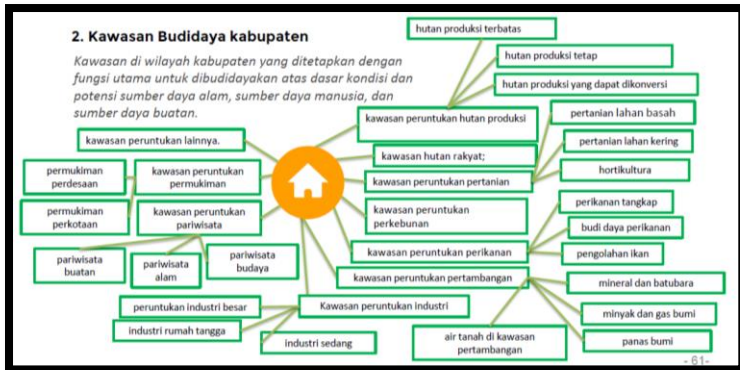 2. Kawasan Budidaya kabupaten
Kawasan di wilayah kabupaten yang ditetapkan dengan
fungsi utama untuk dibudidayakan atas dasar kondisi dan
potensi sumber daya alam, sumber daya manusia, dan
sumber daya buatan.
hutan produksi terbatas
hutan produksi tetap
hutan produksi yang dapat dikonversi
kawasan peruntukan hutan produksi
pertanian lahan basah
pertanian lahan kering
hortikultura
kawasan hutan rakyat;
kawasan peruntukan pertanian
kawasan peruntukan
perkebunan
perikanan tangkap
budi daya perikanan
pengolahan ikan
kawasan peruntukan perikanan
kawasan peruntukan pertambangan
mineral dan batubara
minyak dan gas bumi
panas bumi
air tanah di kawasan
pertambangan
Kawasan peruntukan industri
peruntukan industri besar
industri rumah tangga
industri sedang
kawasan peruntukan lainnya.
kawasan peruntukan
permukiman
permukiman
perdesaan
permukiman
perkotaan
kawasan peruntukan
pariwisata
pariwisata
buatan
pariwisata
alam
pariwisata
budaya
- 61-